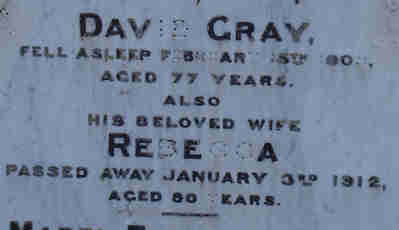 DAVID GRAY,
FELL ASLEEP FEBRUARY
AGED 77 YEARS.
ALSO
HIS BELOVED WIFE
REBECCA
PASSED AWAY JANUARY 3RD 1912,
AGED 80 YEARS.